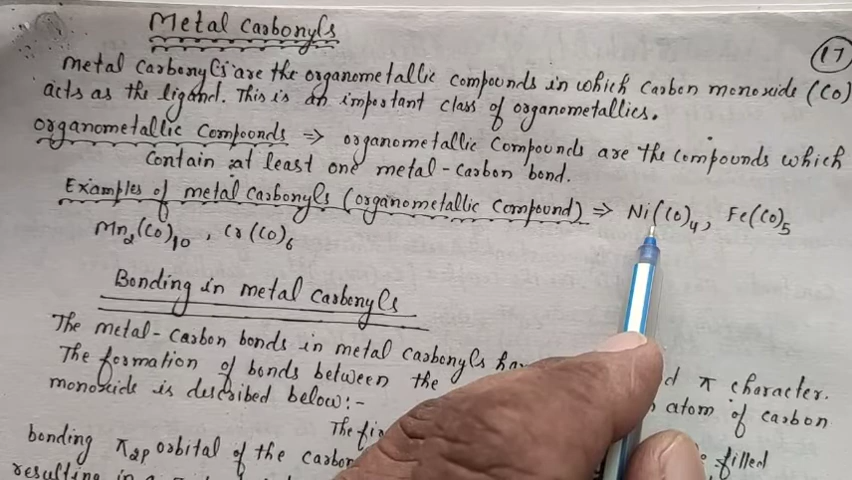 Metal Carbonyls
17
Metal Carbonyls are the organometallic compounds in which carbon monoxide (CO)
acts as the ligand. This is an important class of organometallics.
organometallic Compounds ⇒ organometallic Compounds are the compounds which
Contain at least one metal-Carbon bond.
Examples of metal Carbonyls (organometallic Compound) ⇒ Ni(CO)4, Fe(CO)5
Mn2(CO)10, Cr(CO)6
Bonding in metal Carbonyls
The metal-Carbon bonds in metal carbonyls π character.
The formation of bonds between the atom of carbon
monoxide is described below:-
The
bonding π2p orbital of the filled
resulting in